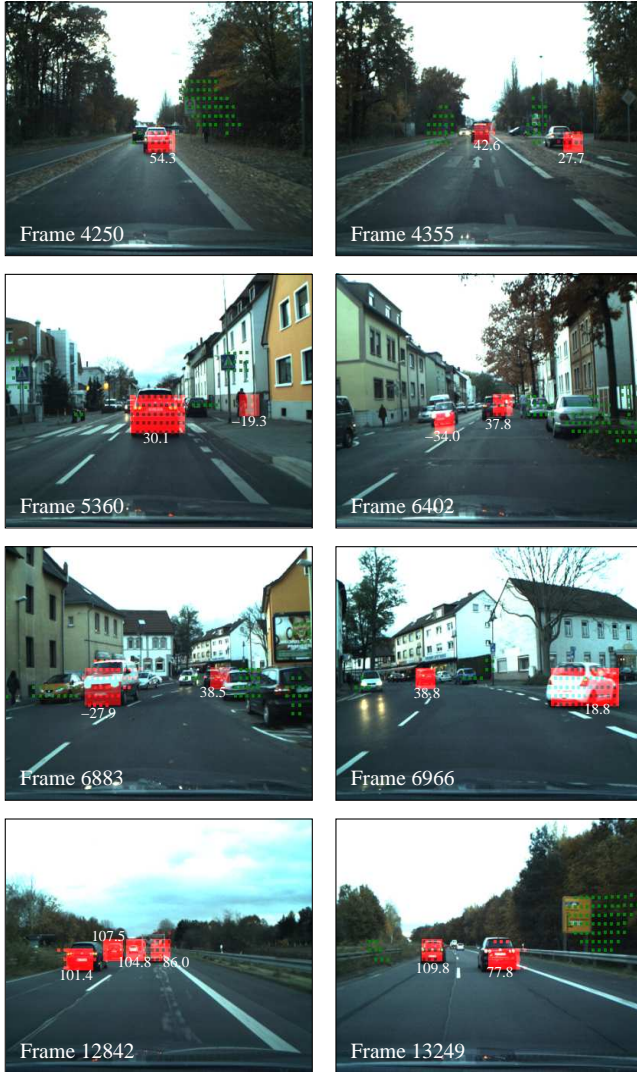 54.3
Frame 4250
42.6
27.7
Frame 4355
30.1
−19.3
Frame 5360
−34.0
37.8
Frame 6402
−27.9
38.5
Frame 6883
38.8
18.8
Frame 6966
107.5
101.4
104.8
86.0
Frame 12842
109.8
77.8
Frame 13249